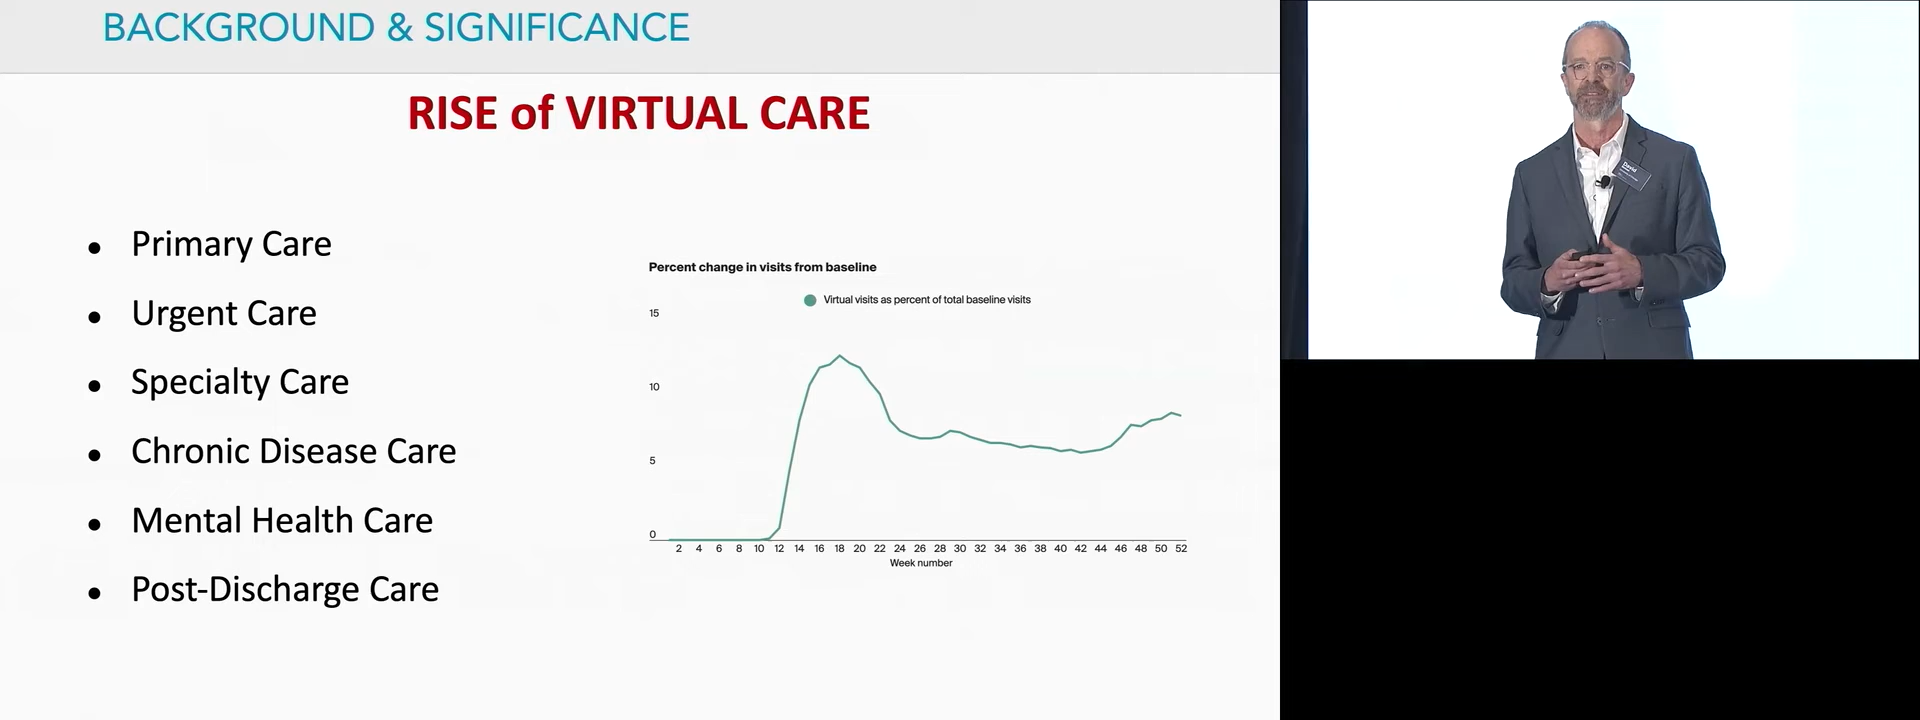 BACKGROUND & SIGNIFICANCE
RISE of VIRTUAL CARE
• Primary Care
• Urgent Care
• Specialty Care
• Chronic Disease Care
• Mental Health Care
• Post-Discharge Care
Percent change in visits from baseline
Virtual visits as percent of total baseline visits
15
10
5
0
2 4 6 8 10 12 14 16 18 20 22 24 26 28 30 32 34 36 38 40 42 44 46 48 50 52
Week number
David